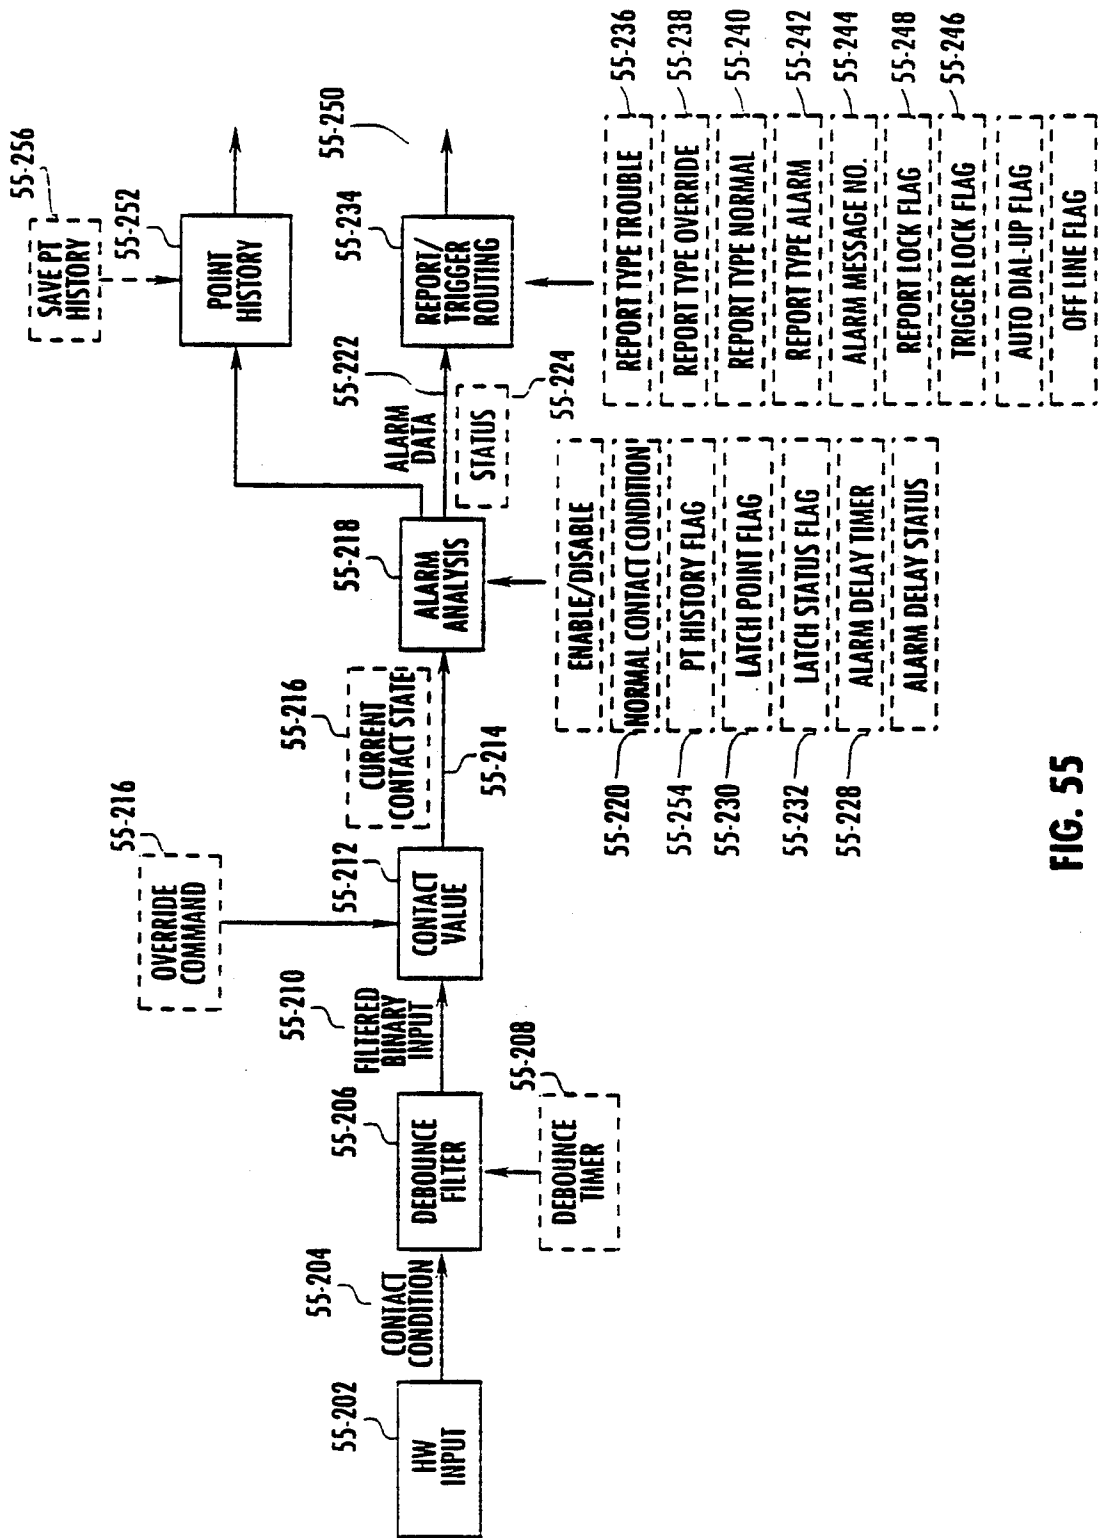 55-202
HW
INPUT
55-204
CONTACT
CONDITION
55-206
DEBOUNCE
FILTER
55-208
DEBOUNCE
TIMER
55-210
FILTERED
BINARY
INPUT
55-216
OVERRIDE
COMMAND
55-212
CONTACT
VALUE
55-216
CURRENT
CONTACT STATE
55-214
55-218
ALARM
ANALYSIS
ENABLE/DISABLE
55-220
NORMAL CONTACT CONDITION
55-254
PT HISTORY FLAG
55-230
LATCH POINT FLAG
55-232
LATCH STATUS FLAG
55-228
ALARM DELAY TIMER
ALARM DELAY STATUS
ALARM
DATA
55-222
STATUS
55-224
55-256
SAVE PT
HISTORY
55-252
POINT
HISTORY
55-234
REPORT/
TRIGGER
ROUTING
55-250
REPORT TYPE TROUBLE
55-236
REPORT TYPE OVERRIDE
55-238
REPORT TYPE NORMAL
55-240
REPORT TYPE ALARM
55-242
ALARM MESSAGE NO.
55-244
REPORT LOCK FLAG
55-248
TRIGGER LOCK FLAG
55-246
AUTO DIAL-UP FLAG
OFF LINE FLAG
FIG. 55